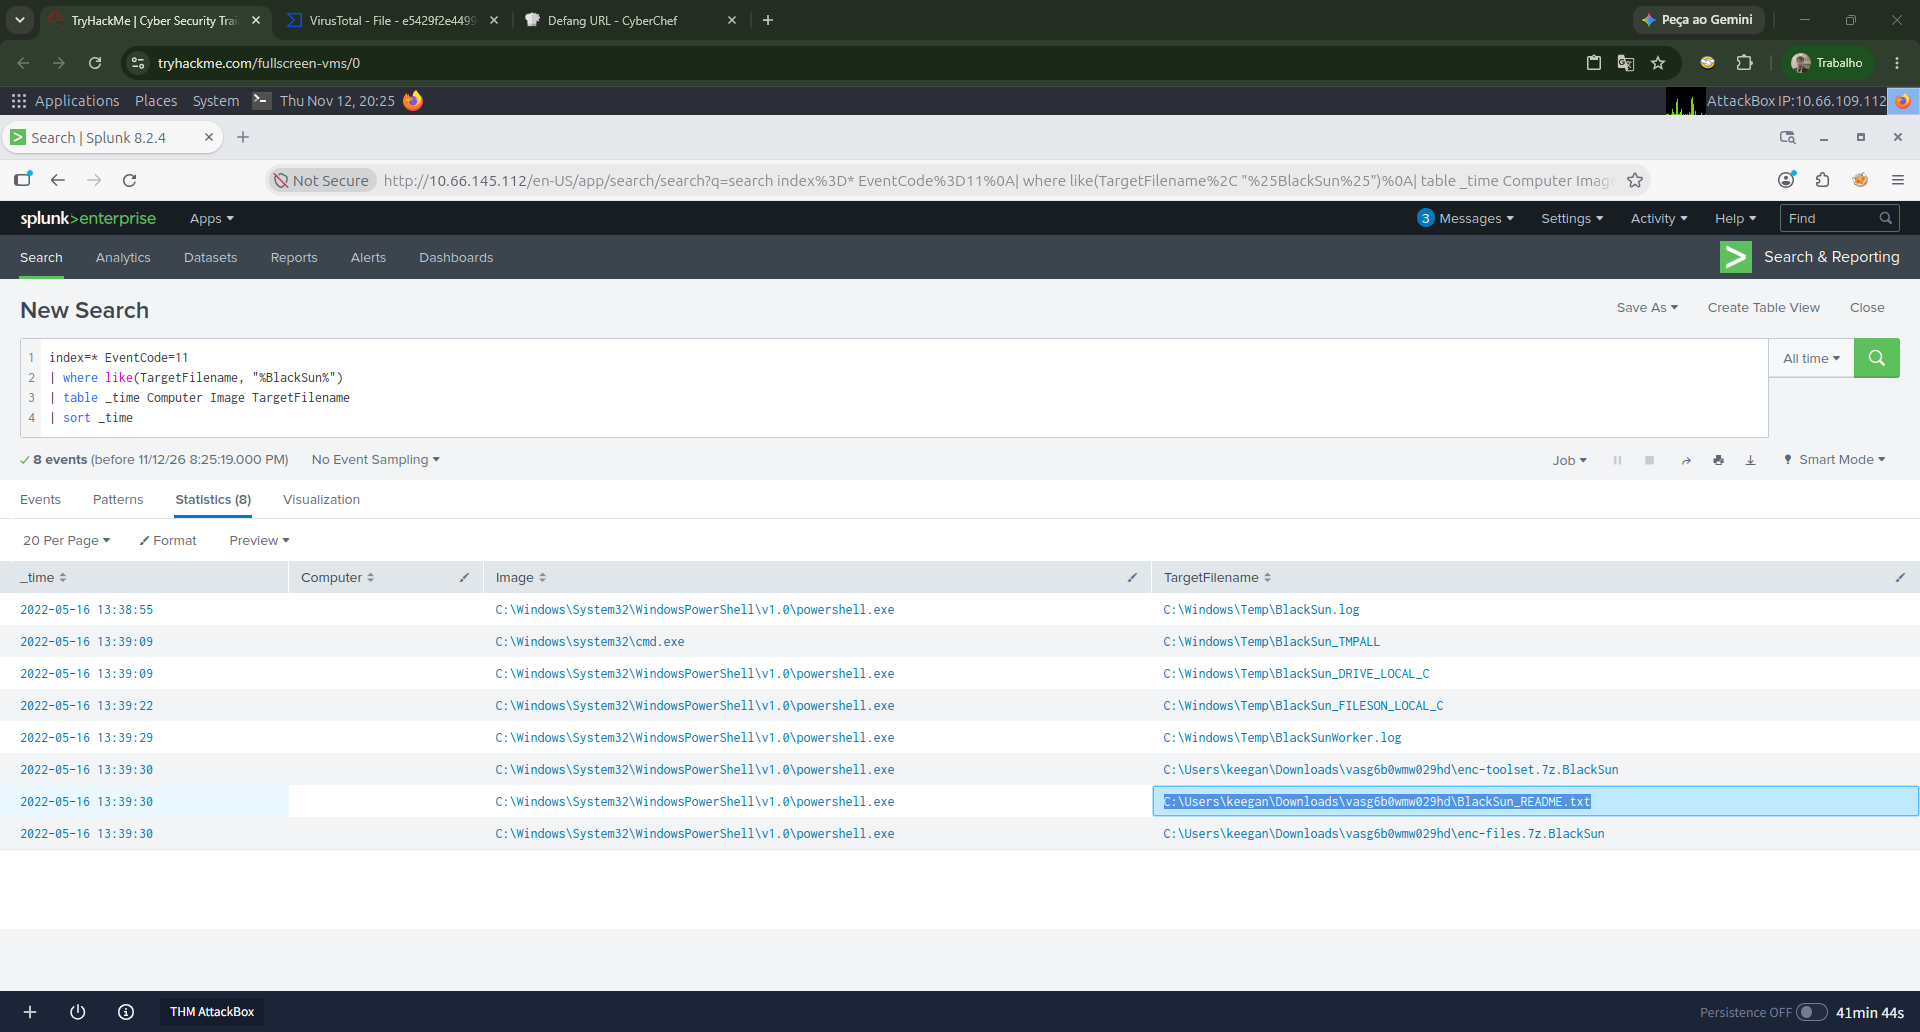 TryHackMe | Cyber Security Trai
VirusTotal - File - e5429f2e4499
Defang URL - CyberChef
Peça ao Gemini
tryhackme.com/fullscreen-vms/0
Trabalho
Applications Places System Thu Nov 12, 20:25
AttackBox IP:10.66.109.112
Search | Splunk 8.2.4
Not Secure http://10.66.145.112/en-US/app/search/search?q=search index%3D* EventCode%3D11%0A| where like(TargetFilename%2C "%25BlackSun%25")%0A| table _time Computer Imag
splunk>enterprise Apps
3 Messages Settings Activity Help Find
Search Analytics Datasets Reports Alerts Dashboards
Search & Reporting
New Search
Save As Create Table View Close
1 index=* EventCode=11
2 | where like(TargetFilename, "%BlackSun%")
3 | table _time Computer Image TargetFilename
4 | sort _time
All time
8 events (before 11/12/26 8:25:19.000 PM) No Event Sampling
Job Smart Mode
Events Patterns Statistics (8) Visualization
20 Per Page Format Preview
_time Computer Image TargetFilename
2022-05-16 13:38:55 C:\Windows\System32\WindowsPowerShell\v1.0\powershell.exe C:\Windows\Temp\BlackSun.log
2022-05-16 13:39:09 C:\Windows\system32\cmd.exe C:\Windows\Temp\BlackSun_TMPALL
2022-05-16 13:39:09 C:\Windows\System32\WindowsPowerShell\v1.0\powershell.exe C:\Windows\Temp\BlackSun_DRIVE_LOCAL_C
2022-05-16 13:39:22 C:\Windows\System32\WindowsPowerShell\v1.0\powershell.exe C:\Windows\Temp\BlackSun_FILESON_LOCAL_C
2022-05-16 13:39:29 C:\Windows\System32\WindowsPowerShell\v1.0\powershell.exe C:\Windows\Temp\BlackSunWorker.log
2022-05-16 13:39:30 C:\Windows\System32\WindowsPowerShell\v1.0\powershell.exe C:\Users\keegan\Downloads\vasg6b0wmw029hd\enc-toolset.7z.BlackSun
2022-05-16 13:39:30 C:\Windows\System32\WindowsPowerShell\v1.0\powershell.exe C:\Users\keegan\Downloads\vasg6b0wmw029hd\BlackSun_README.txt
2022-05-16 13:39:30 C:\Windows\System32\WindowsPowerShell\v1.0\powershell.exe C:\Users\keegan\Downloads\vasg6b0wmw029hd\enc-files.7z.BlackSun
THM AttackBox
Persistence OFF 41min 44s